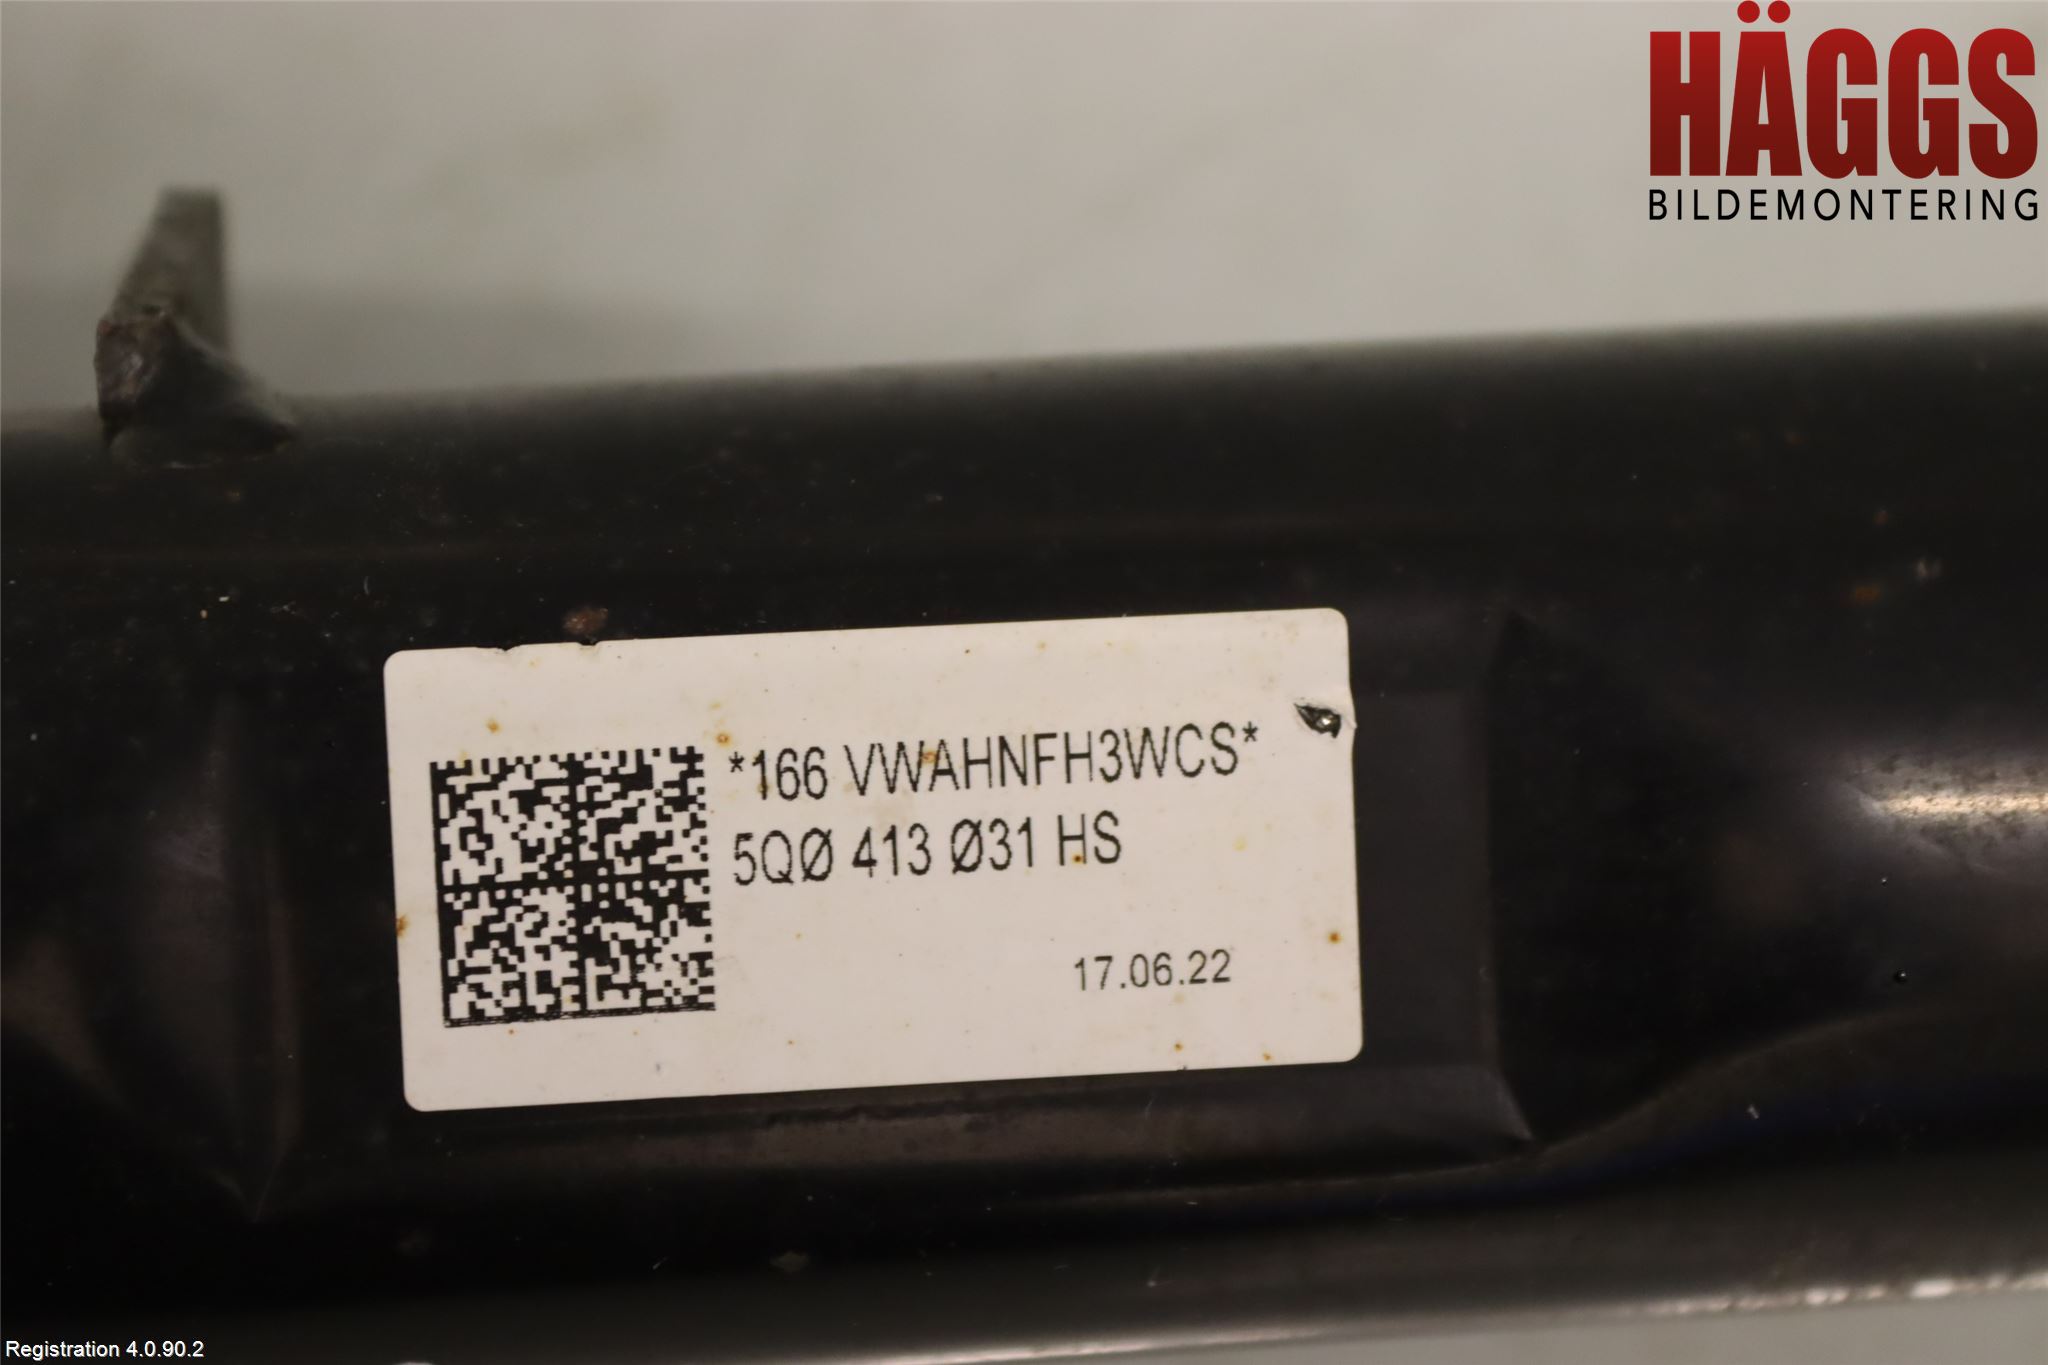 HÄGGS
BILDEMONTERING
*166 VWAHNFH3WCS*
5QØ 413 Ø31 HS
17.06.22
Registration 4.0.90.2